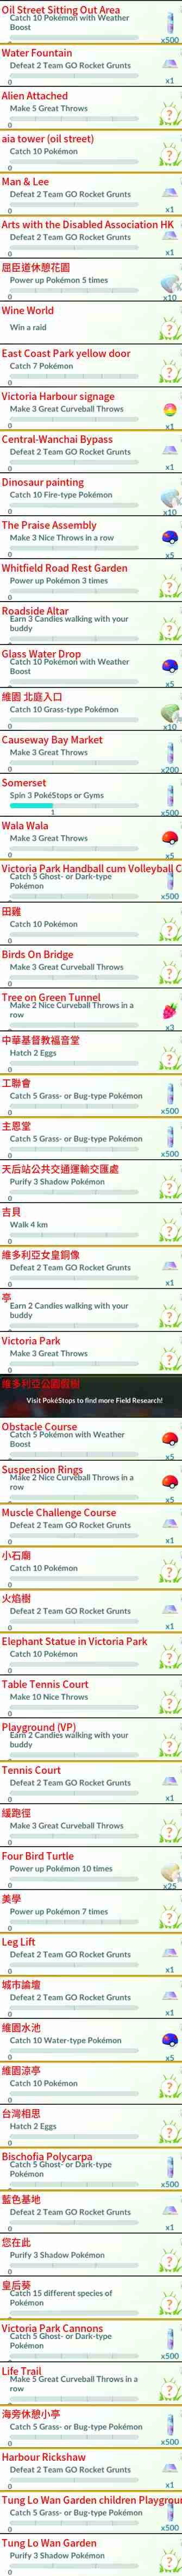 Oil Street Sitting Out Area
Catch 10 Pokémon with Weather
Boost
0
x500
Water Fountain
Defeat 2 Team GO Rocket Grunts
0
x1
Alien Attached
Make 5 Great Throws
0
?
aia tower (oil street)
Catch 10 Pokémon
0
?
Man & Lee
Defeat 2 Team GO Rocket Grunts
0
x1
Arts with the Disabled Association HK
Defeat 2 Team GO Rocket Grunts
0
x1
屈臣道休憩花園
Power up Pokémon 5 times
0
x10
Wine World
Win a raid
?
East Coast Park yellow door
Catch 7 Pokémon
0
?
Victoria Harbour signage
Make 3 Great Curveball Throws
0
x1
Central-Wanchai Bypass
Defeat 2 Team GO Rocket Grunts
0
x1
Dinosaur painting
Catch 10 Fire-type Pokémon
0
x10
The Praise Assembly
Make 3 Nice Throws in a row
0
x5
Whitfield Road Rest Garden
Power up Pokémon 3 times
0
?
Roadside Altar
Earn 3 Candies walking with your
buddy
0
?
Glass Water Drop
Catch 10 Pokémon with Weather
Boost
0
x5
維園 北庭入口
Catch 10 Grass-type Pokémon
0
x10
Causeway Bay Market
Make 3 Great Throws
0
x200
Somerset
Spin 3 PokéStops or Gyms
1
x500
Wala Wala
Make 3 Great Throws
0
x5
Victoria Park Handball cum Volleyball C
Catch 5 Ghost- or Dark-type
Pokémon
0
x500
田雞
Catch 10 Pokémon
0
?
Birds On Bridge
Make 3 Great Curveball Throws
0
?
Tree on Green Tunnel
Make 2 Nice Curveball Throws in a
row
0
x3
中華基督教福音堂
Hatch 2 Eggs
0
?
工聯會
Catch 5 Grass- or Bug-type Pokémon
0
x500
主恩堂
Catch 5 Grass- or Bug-type Pokémon
0
x500
天后站公共交通運輸交匯處
Purify 3 Shadow Pokémon
0
?
吉貝
Walk 4 km
0
?
維多利亞女皇銅像
Defeat 2 Team GO Rocket Grunts
0
x1
亭
Earn 2 Candies walking with your
buddy
0
?
Victoria Park
Make 3 Great Throws
0
?
維多利亞公園假樹
Visit PokéStops to find more Field Research!
Obstacle Course
Catch 5 Pokémon with Weather
Boost
0
x5
Suspension Rings
Make 2 Nice Curveball Throws in a
row
0
x5
Muscle Challenge Course
Defeat 2 Team GO Rocket Grunts
0
x1
小石廟
Catch 10 Pokémon
0
?
火焰樹
Defeat 2 Team GO Rocket Grunts
0
x1
Elephant Statue in Victoria Park
Catch 10 Pokémon
0
?
Table Tennis Court
Make 10 Nice Throws
0
?
Playground (VP)
Earn 2 Candies walking with your
buddy
0
?
Tennis Court
Defeat 2 Team GO Rocket Grunts
0
x1
緩跑徑
Make 3 Great Curveball Throws
0
?
Four Bird Turtle
Power up Pokémon 10 times
0
x25
美學
Power up Pokémon 7 times
0
?
Leg Lift
Defeat 2 Team GO Rocket Grunts
0
x1
城市論壇
Defeat 2 Team GO Rocket Grunts
0
x1
維園水池
Catch 10 Water-type Pokémon
0
x5
維園涼亭
Catch 10 Pokémon
0
?
台灣相思
Hatch 2 Eggs
0
?
Bischofia Polycarpa
Catch 5 Ghost- or Dark-type
Pokémon
0
x500
藍色基地
Defeat 2 Team GO Rocket Grunts
0
x1
您在此
Purify 3 Shadow Pokémon
0
?
皇后葵
Catch 15 different species of
Pokémon
0
?
Victoria Park Cannons
Catch 5 Ghost- or Dark-type
Pokémon
0
x500
Life Trail
Make 5 Great Curveball Throws in a
row
0
?
海旁休憩小亭
Catch 5 Grass- or Bug-type Pokémon
0
x500
Harbour Rickshaw
Defeat 2 Team GO Rocket Grunts
0
x1
Tung Lo Wan Garden children Playgroun
Catch 5 Grass- or Bug-type Pokémon
0
x500
Tung Lo Wan Garden
Purify 3 Shadow Pokémon
0
?